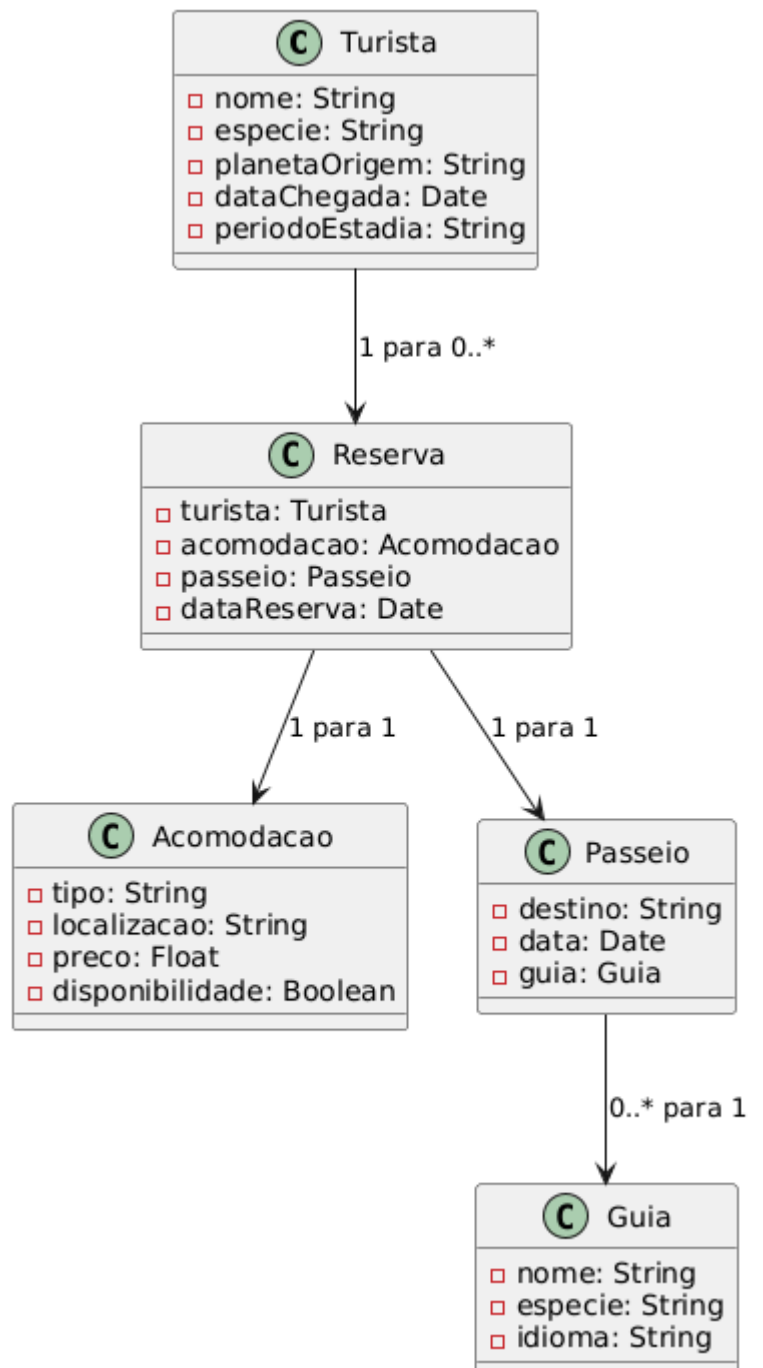 C Turista
nome: String
especie: String
planetaOrigem: String
dataChegada: Date
periodoEstadia: String
1 para 0..*
C Reserva
turista: Turista
acomodacao: Acomodacao
passeio: Passeio
dataReserva: Date
1 para 1
1 para 1
C Acomodacao
tipo: String
localizacao: String
preco: Float
disponibilidade: Boolean
C Passeio
destino: String
data: Date
guia: Guia
0..* para 1
C Guia
nome: String
especie: String
idioma: String